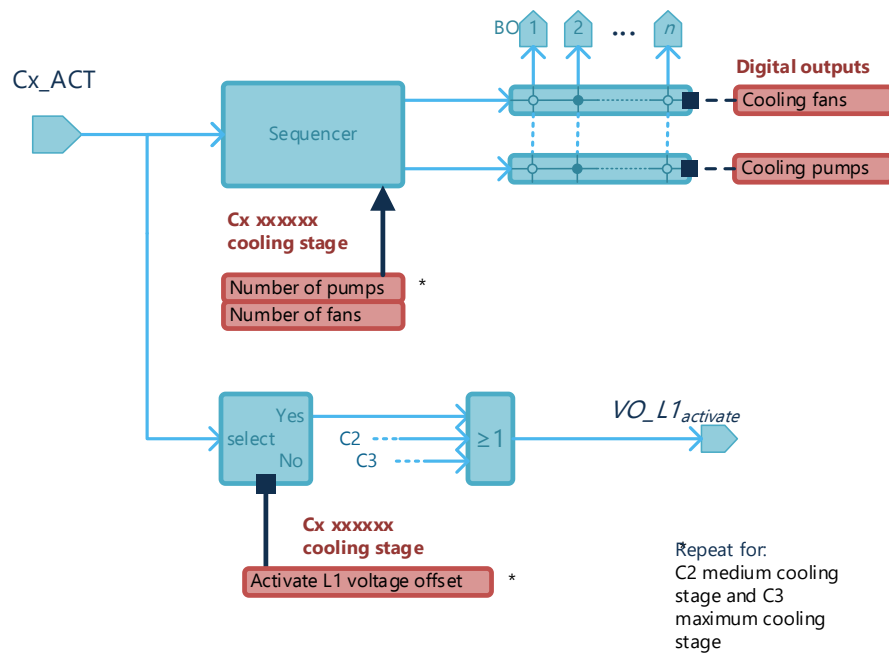 BO 1 2 ... n
Cx_ACT
Digital outputs
Sequencer
Cooling fans
Cooling pumps
Cx xxxxxx
cooling stage
Number of pumps *
Number of fans
Yes
select
No
C2
C3
≥1
VO_L1activate
Cx xxxxxx
cooling stage
Activate L1 voltage offset *
*
Repeat for:
C2 medium cooling
stage and C3
maximum cooling
stage